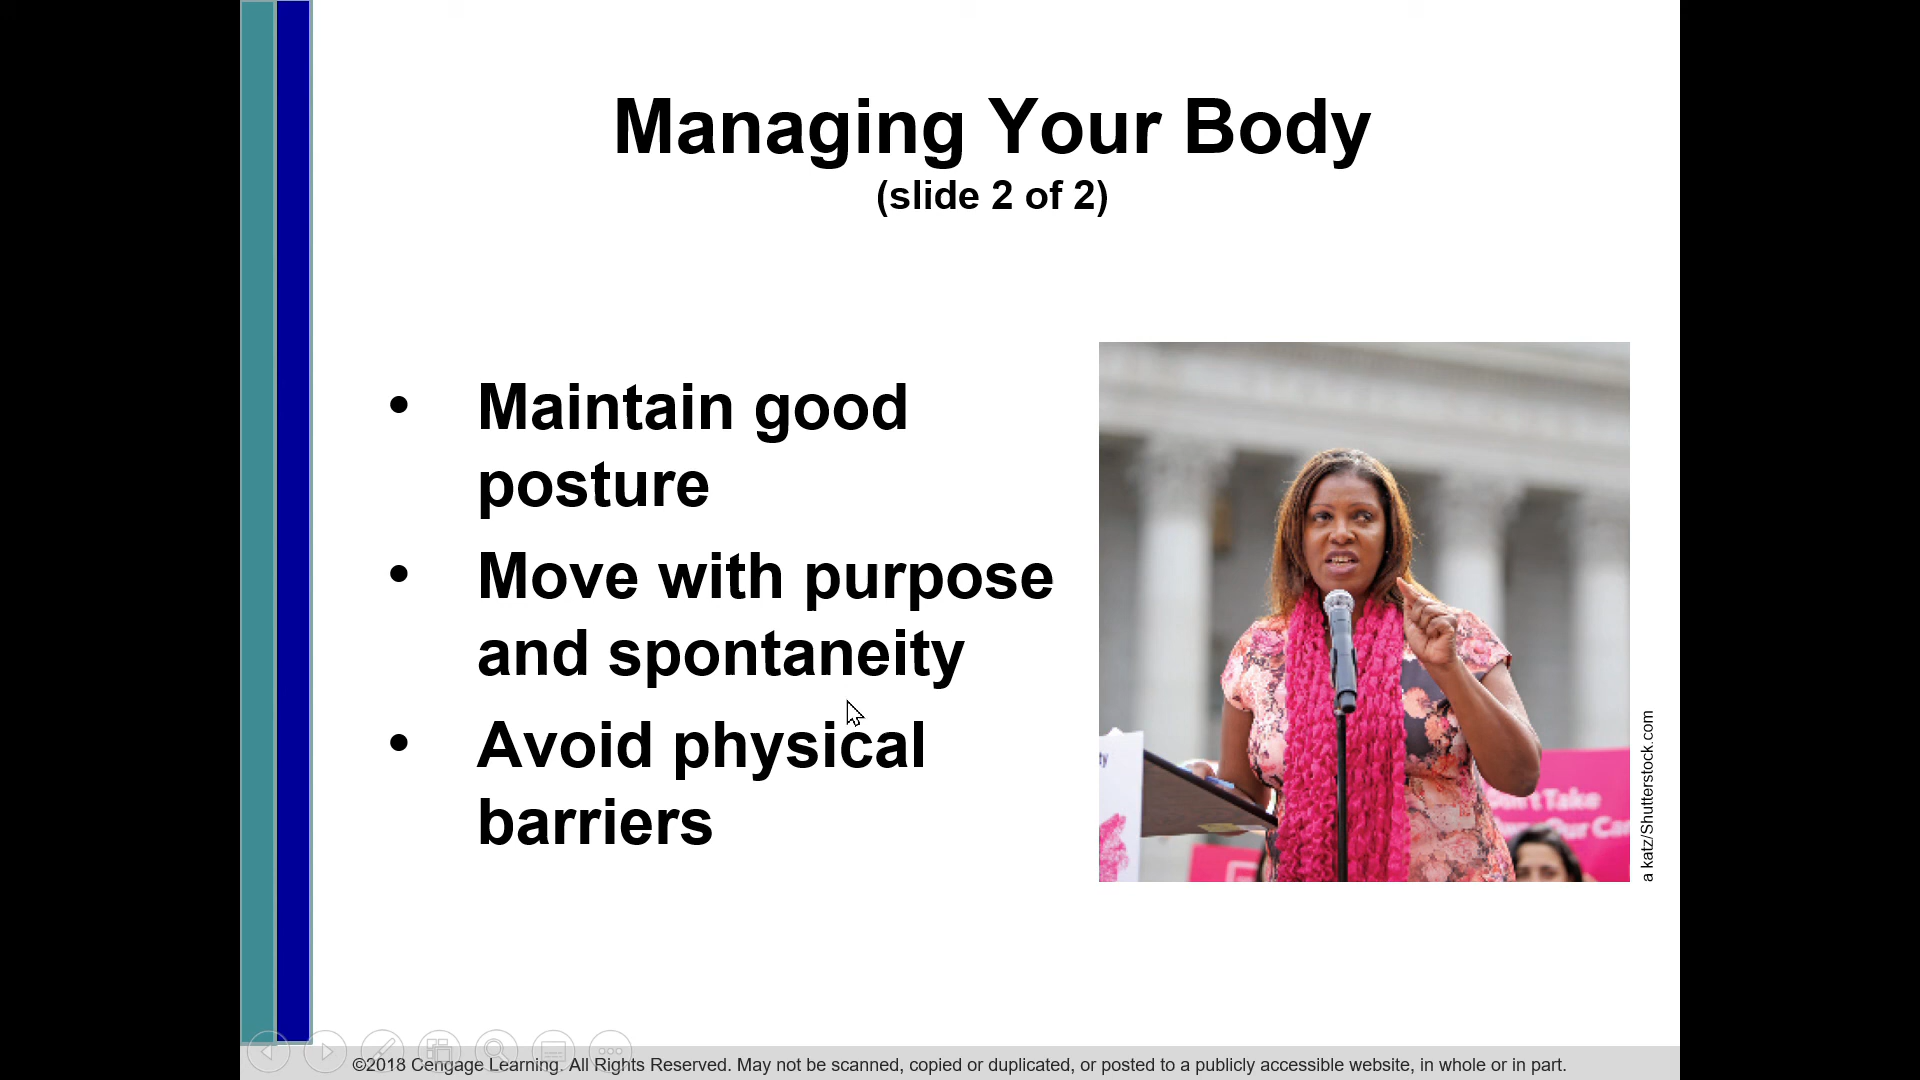 Managing Your Body
(slide 2 of 2)
• Maintain good
posture
• Move with purpose
and spontaneity
• Avoid physical
barriers
Take
Our
a katz/Shutterstock.com
©2018 Cengage Learning. All Rights Reserved. May not be scanned, copied or duplicated, or posted to a publicly accessible website, in whole or in part.